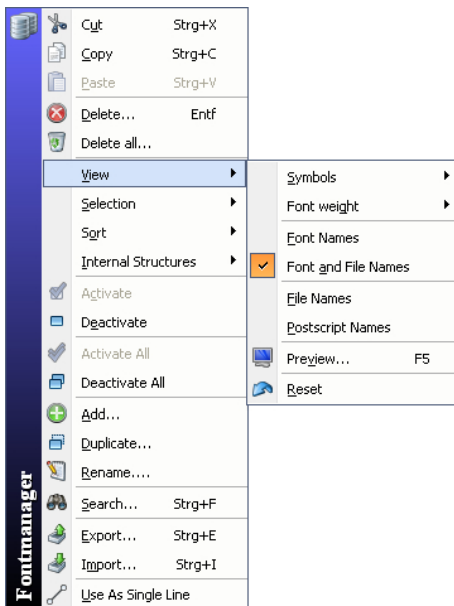 Fontmanager
Cut Strg+X
Copy Strg+C
Paste Strg+V
Delete... Entf
Delete all...
View
Selection
Sort
Internal Structures
Activate
Deactivate
Activate All
Deactivate All
Add...
Duplicate...
Rename....
Search... Strg+F
Export... Strg+E
Import... Strg+I
Use As Single Line
Symbols
Font weight
Font Names
Font and File Names
File Names
Postscript Names
Preview... F5
Reset